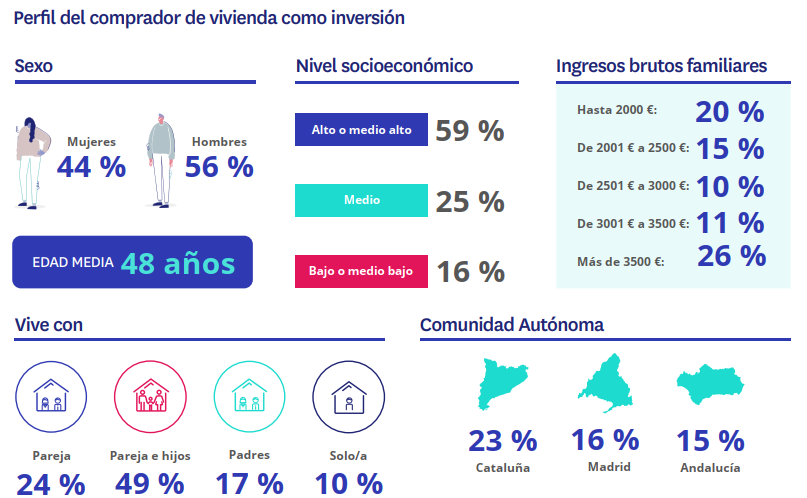 Perfil del comprador de vivienda como inversión
Sexo
Mujeres
44 %
Hombres
56 %
EDAD MEDIA 48 años
Nivel socioeconómico
Alto o medio alto 59 %
Medio 25 %
Bajo o medio bajo 16 %
Ingresos brutos familiares
Hasta 2000 €: 20 %
De 2001 € a 2500 €: 15 %
De 2501 € a 3000 €: 10 %
De 3001 € a 3500 €: 11 %
Más de 3500 €: 26 %
Vive con
Pareja
24 %
Pareja e hijos
49 %
Padres
17 %
Solo/a
10 %
Comunidad Autónoma
23 %
Cataluña
16 %
Madrid
15 %
Andalucía